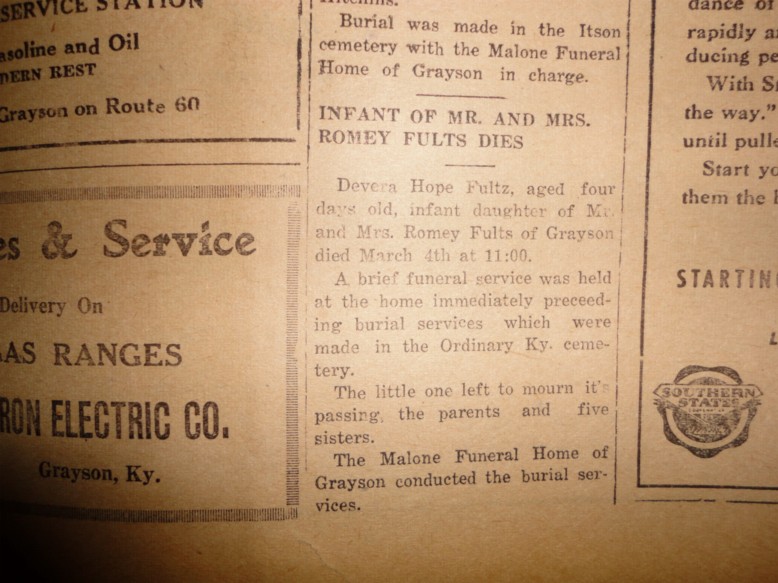 SERVICE STATION
asoline and Oil
DERN REST
Grayson on Route 60
es & Service
Delivery On
AS RANGES
RON ELECTRIC CO.
Grayson, Ky.
Hitchins.
Burial was made in the Itson
cemetery with the Malone Funeral
Home of Grayson in charge.
INFANT OF MR. AND MRS.
ROMEY FULTS DIES
Devera Hope Fultz, aged four
days old, infant daughter of Mr.
and Mrs. Romey Fults of Grayson
died March 4th at 11:00.
A brief funeral service was held
at the home immediately preceed-
ing burial services which were
made in the Ordinary Ky. ceme-
tery.
The little one left to mourn it's
passing, the parents and five
sisters.
The Malone Funeral Home of
Grayson conducted the burial ser-
vices.
dance of
rapidly an
ducing pe
With St
the way."
until pulle
Start yo
them the
STARTING
L
SOUTHERN
STATES